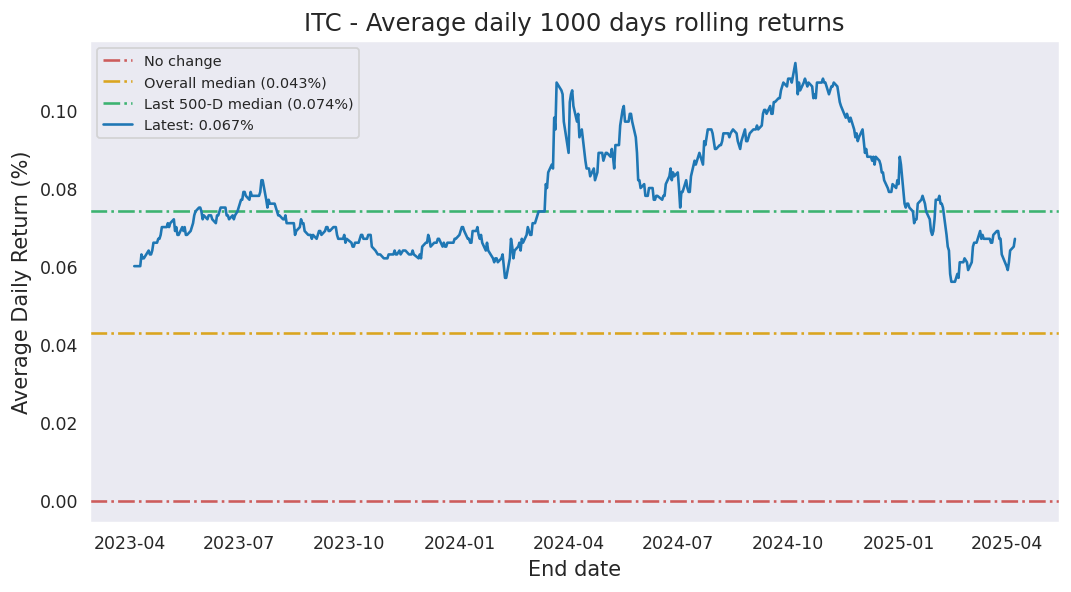 ITC - Average daily 1000 days rolling returns
No change
Overall median (0.043%)
Last 500-D median (0.074%)
Latest: 0.067%
Average Daily Return (%)
0.10
0.08
0.06
0.04
0.02
0.00
2023-04 2023-07 2023-10 2024-01 2024-04 2024-07 2024-10 2025-01 2025-04
End date